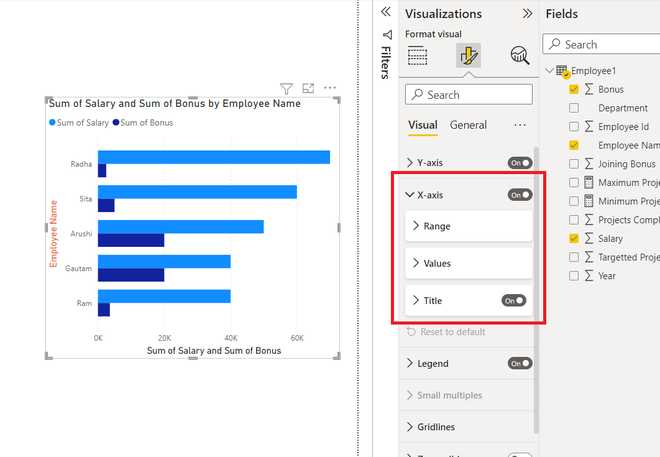 Sum of Salary and Sum of Bonus by Employee Name
Sum of Salary Sum of Bonus
Employee Name
Radha
Sita
Arushi
Gautam
Ram
0K 20K 40K 60K
Sum of Salary and Sum of Bonus
Filters
Visualizations
Format visual
Search
Visual General
Y-axis On
X-axis On
Range
Values
Title On
Reset to default
Legend On
Small multiples
Gridlines
Fields
Search
Employee1
Bonus
Department
Employee Id
Employee Nam
Joining Bonus
Maximum Proje
Minimum Proje
Projects Compl
Salary
Targetted Proje
Year